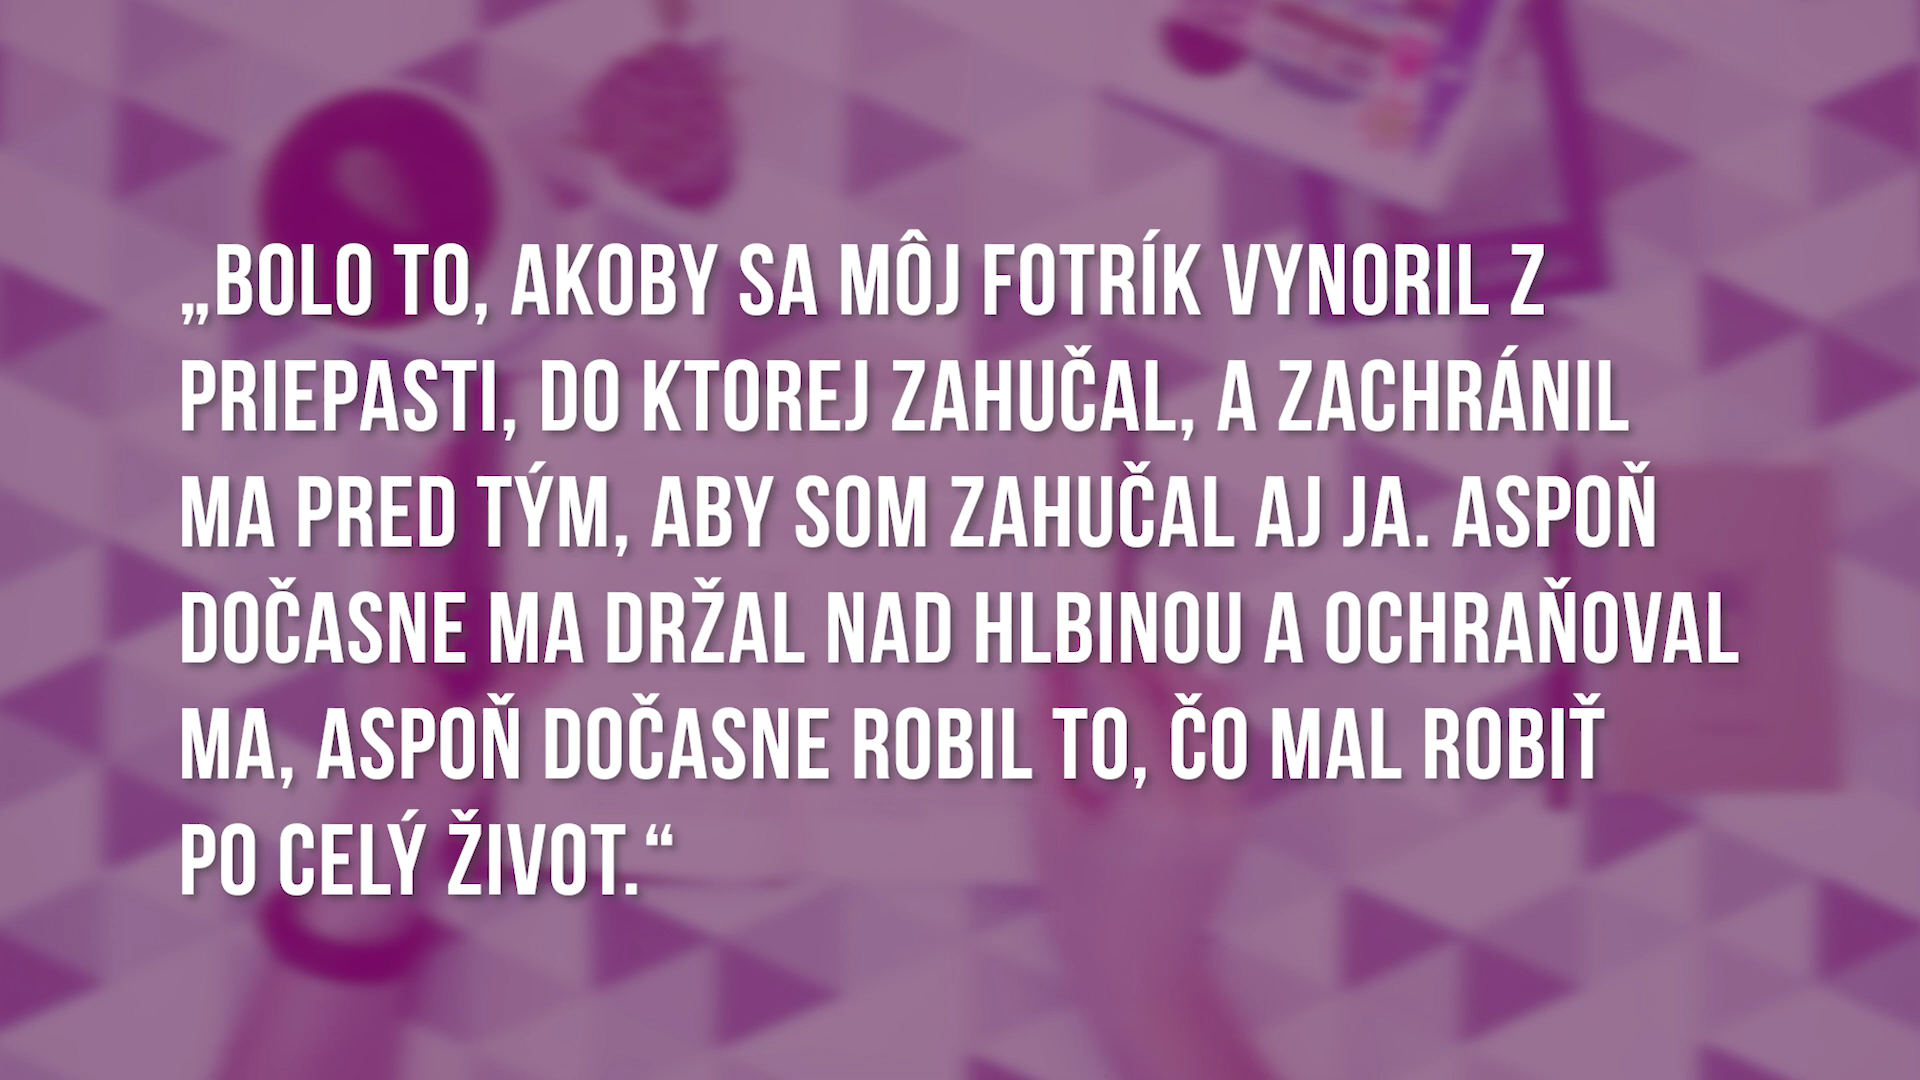 „BOLO TO, AKOBY SA MÔJ FOTRÍK VYNORIL Z
PRIEPASTI, DO KTOREJ ZAHUČAL, A ZACHRÁNIL
MA PRED TÝM, ABY SOM ZAHUČAL AJ JA. ASPOŇ
DOČASNE MA DRŽAL NAD HLBINOU A OCHRAŇOVAL
MA, ASPOŇ DOČASNE ROBIL TO, ČO MAL ROBIŤ
PO CELÝ ŽIVOT.“